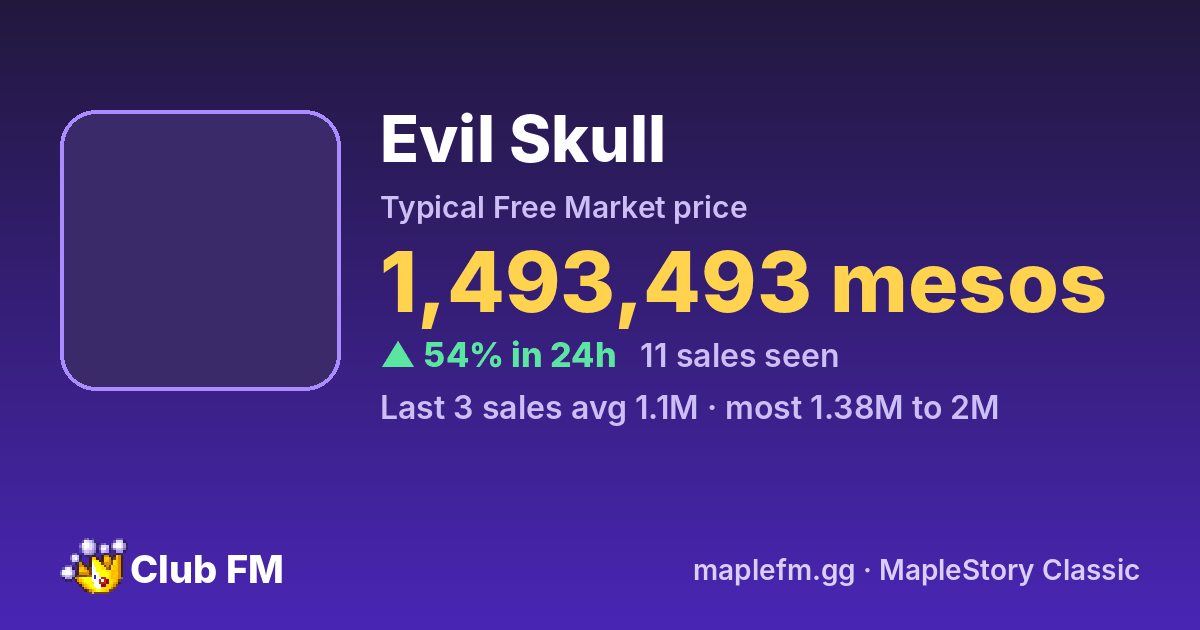 Evil Skull
Typical Free Market price
1,493,493 mesos
▲ 54% in 24h 11 sales seen
Last 3 sales avg 1.1M · most 1.38M to 2M
Club FM
maplefm.gg · MapleStory Classic